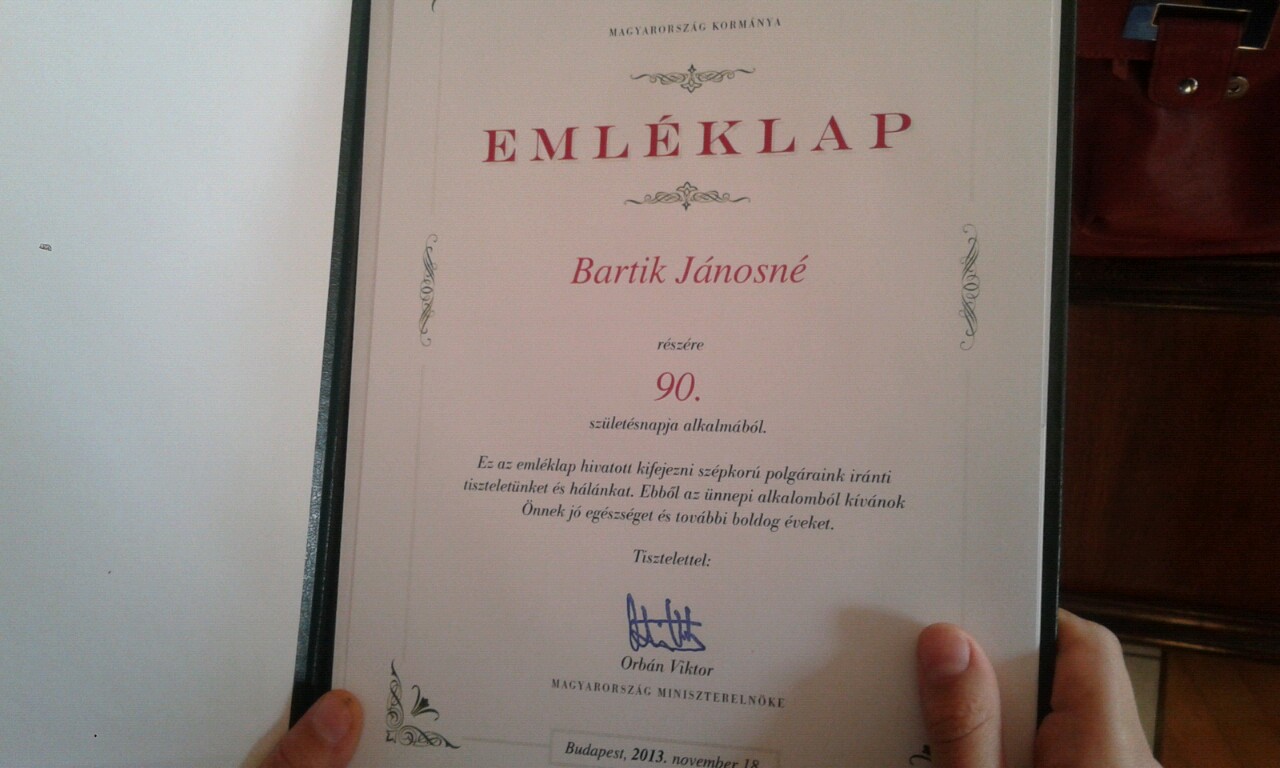 MAGYARORSZÁG KORMÁNYA
EMLÉKLAP
Bartik Jánosné
részére
90.
születésnapja alkalmából.
Ez az emléklap hivatott kifejezni szépkorú polgáraink iránti
tiszteletünket és hálánkat. Ebből az ünnepi alkalomból kívánok
Önnek jó egészséget és további boldog éveket.
Tisztelettel:
Orbán Viktor
MAGYARORSZÁG MINISZTERELNÖKE
Budapest, 2013. november 18.